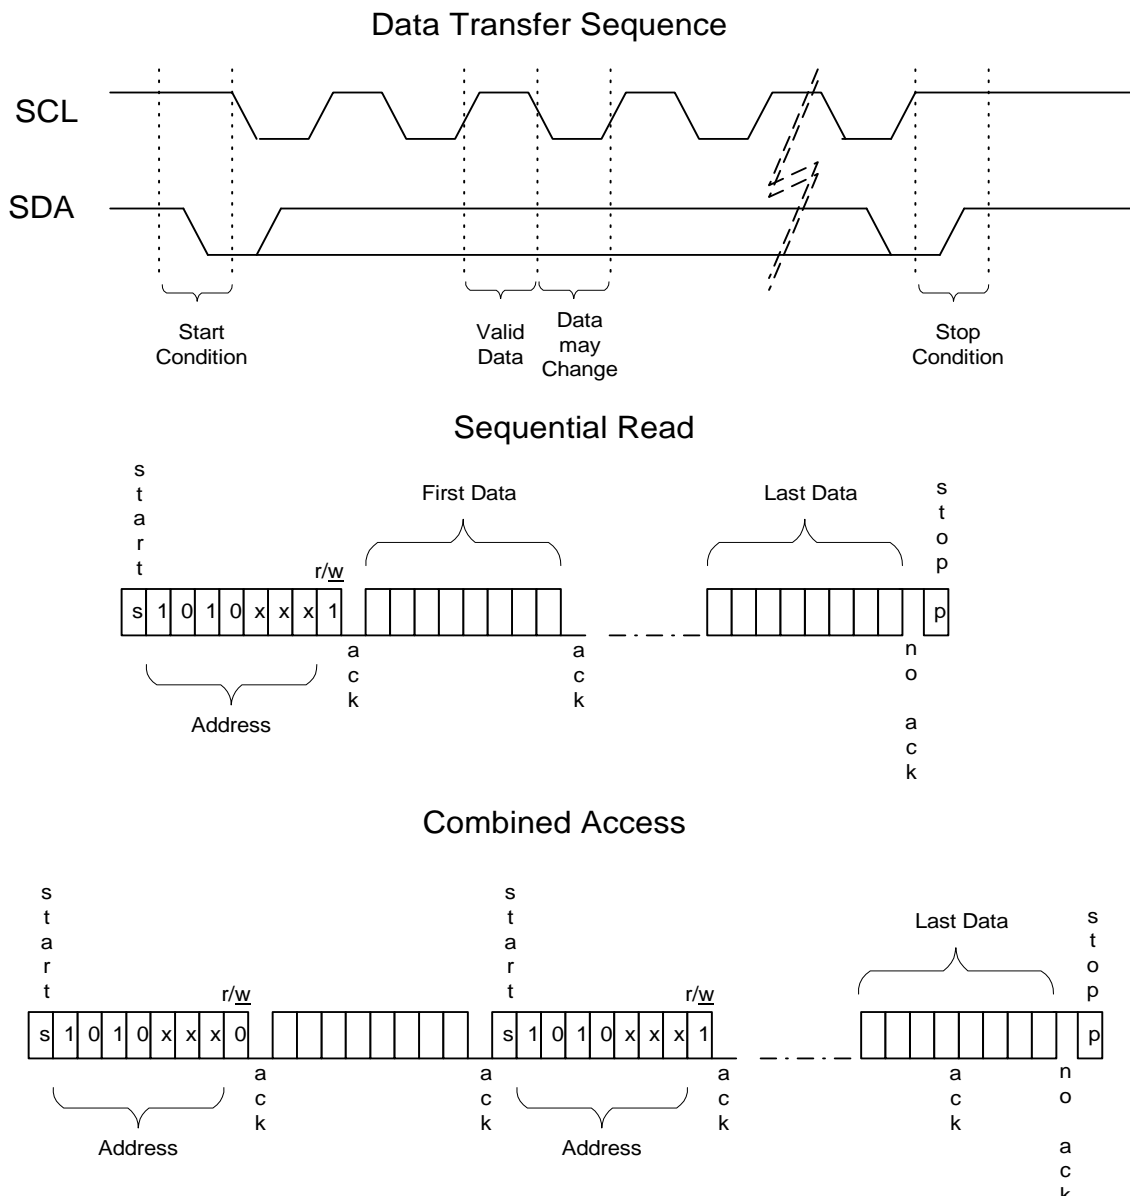 Data Transfer Sequence
SCL
SDA
Start
Condition
Valid
Data
Data
may
Change
Stop
Condition
Sequential Read
start
First Data
Last Data
stop
r/w
s 1 0 1 0 x x x 1
p
ack
ack
no ack
Address
Combined Access
start
start
Last Data
stop
r/w
r/w
s 1 0 1 0 x x x 0
s 1 0 1 0 x x x 1
p
ack
ack
ack
ack
no ack
Address
Address